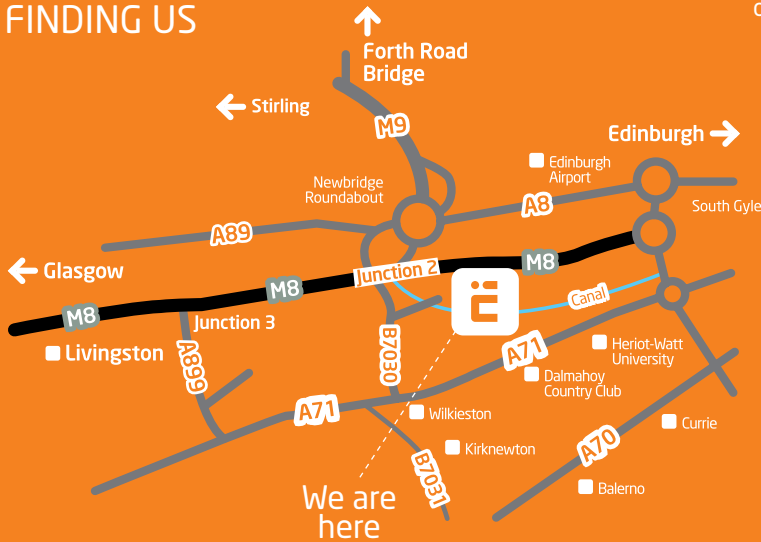 FINDING US
Forth Road
Bridge
Stirling
M9
Edinburgh
Edinburgh
Airport
Newbridge
Roundabout
South Gyle
A8
A89
Glasgow
Junction 2
M8
M8
M8
Canal
Junction 3
Livingston
A899
B7030
A71
Heriot-Watt
University
Dalmahoy
Country Club
A71
Wilkieston
Currie
A70
Kirknewton
B7031
Balerno
We are
here